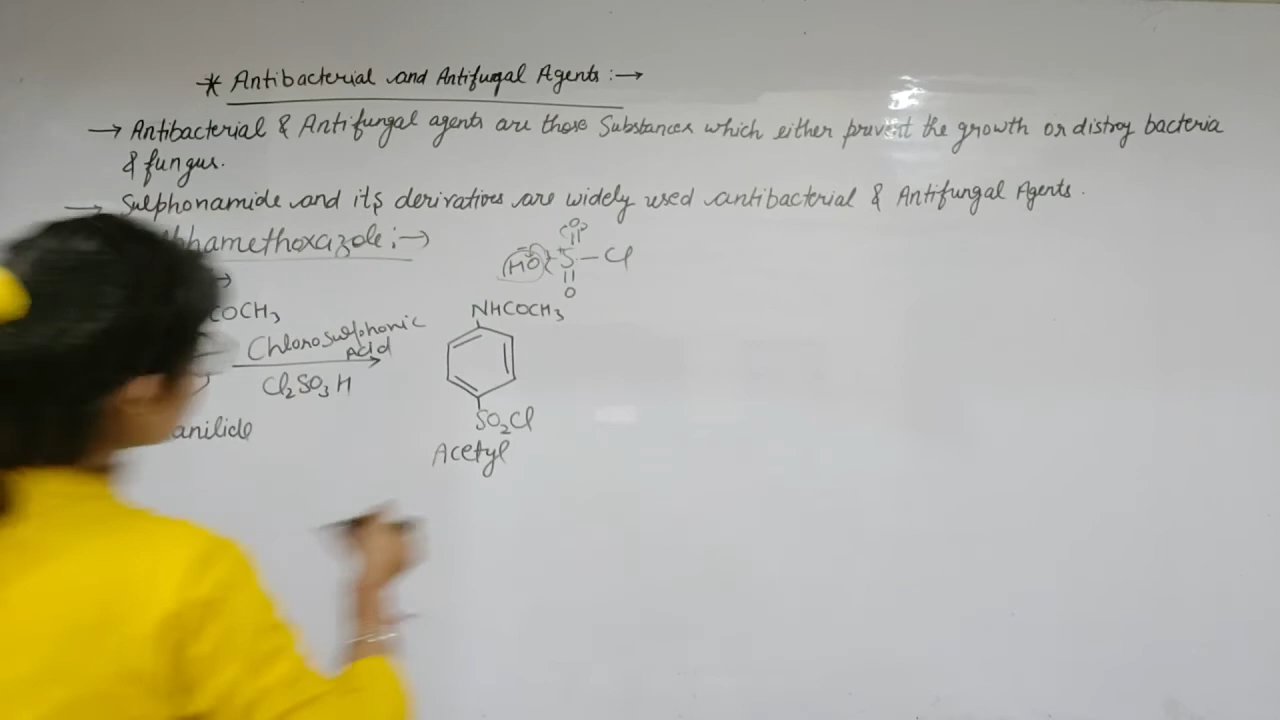 * Antibacterial and Antifugal Agents :→
→ Antibacterial & Antifungal agents are those Substances which either prevent the growth or distroy bacteria
& fungus.
→ Sulphonamide and its derivatives are widely used antibacterial & Antifungal Agents.
hamethoxazole :→
→
O
HO S - Cl
O
COCH3
NHCOCH3
Chlorosulphonic
Acid
Cl2SO3H
SO2Cl
anilide
Acetyl